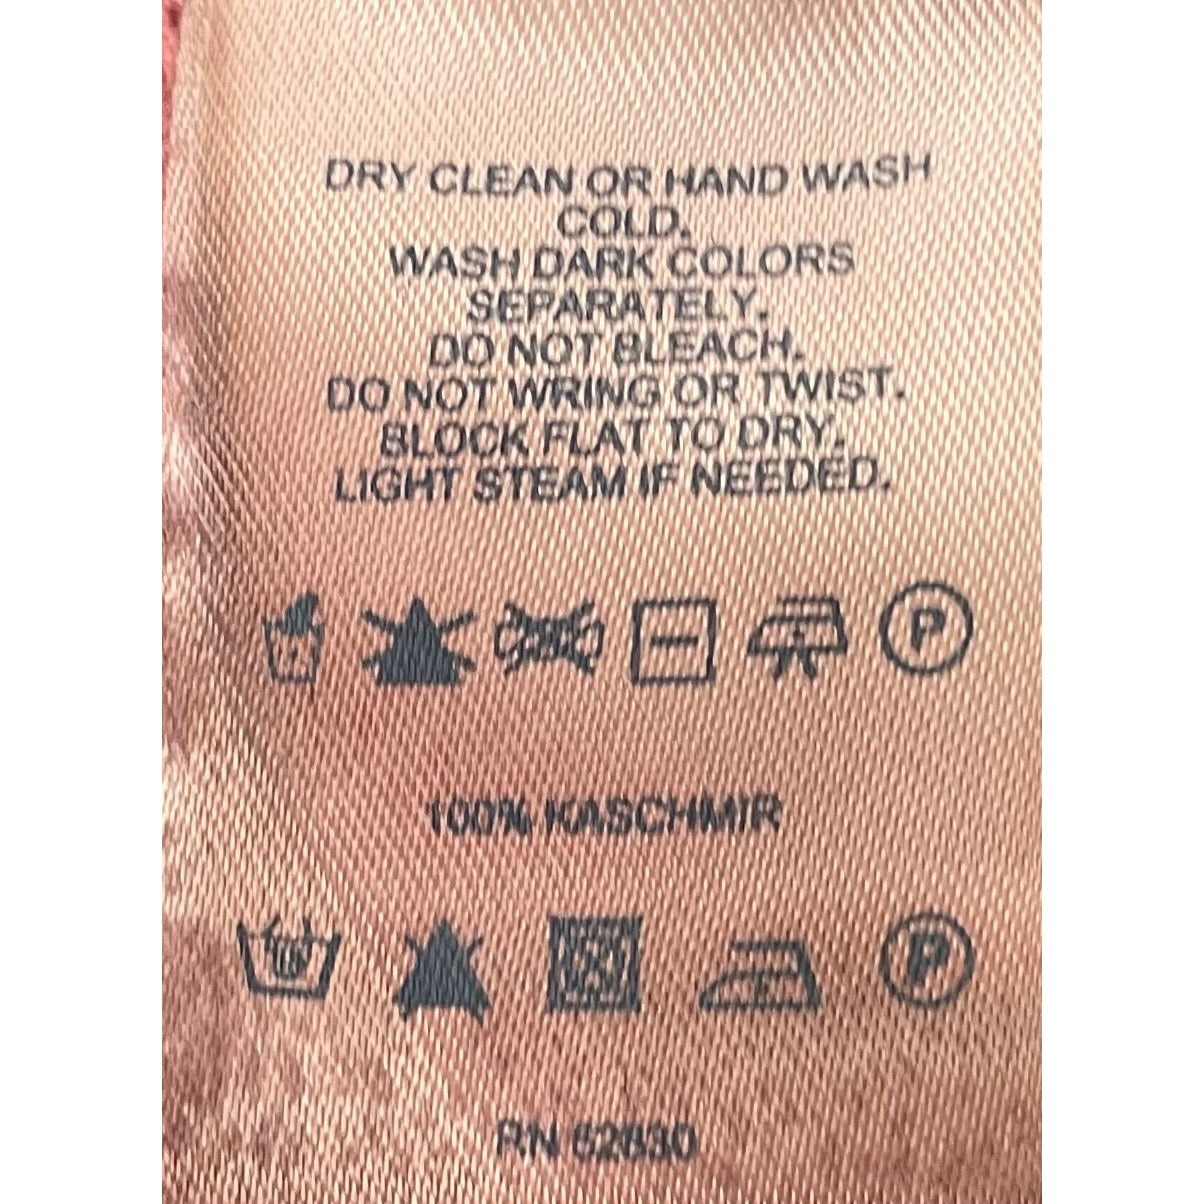 DRY CLEAN OR HAND WASH
COLD.
WASH DARK COLORS
SEPARATELY.
DO NOT BLEACH.
DO NOT WRING OR TWIST.
BLOCK FLAT TO DRY.
LIGHT STEAM IF NEEDED.
P
100% KASCHMIR
P
RN